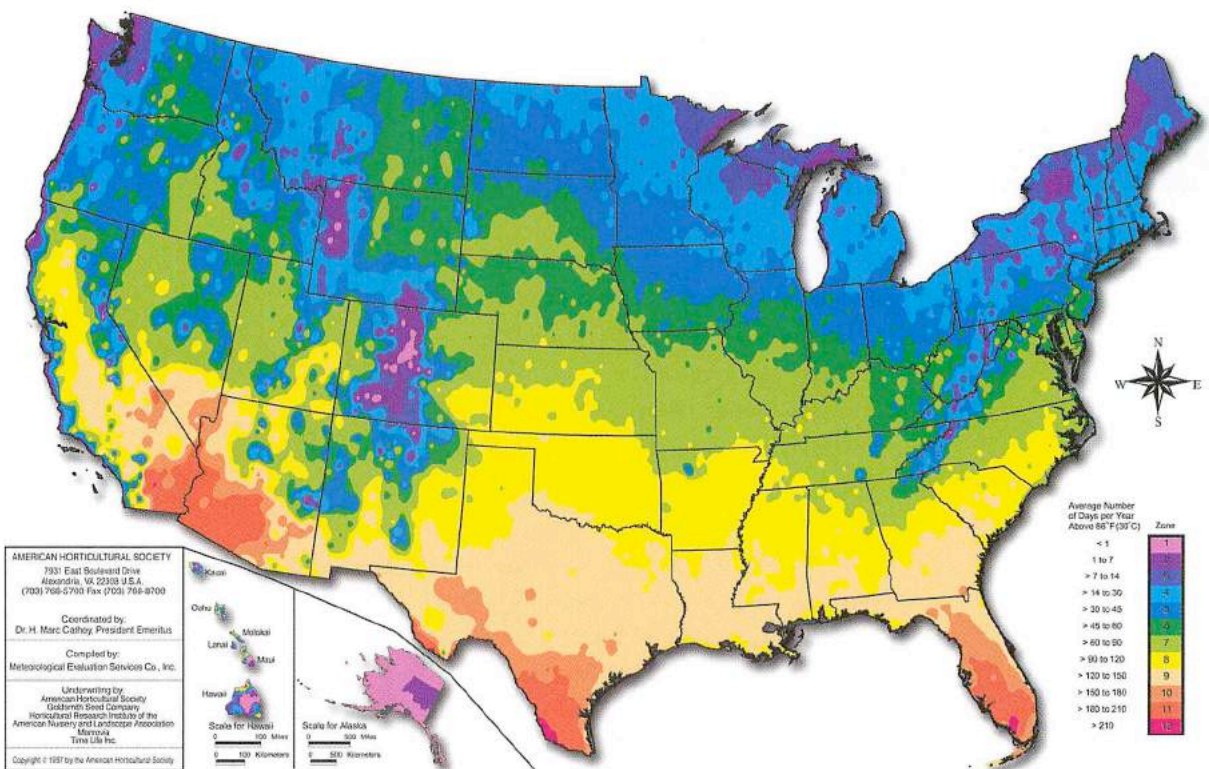 N
W E
S
Average Number
of Days per Year
Above 86°F(30°C) Zone
< 1 1
1 to 7 2
> 7 to 14 3
> 14 to 30 4
> 30 to 45 5
> 45 to 60 6
> 60 to 90 7
> 90 to 120 8
> 120 to 150 9
> 150 to 180 10
> 180 to 210 11
> 210 12
AMERICAN HORTICULTURAL SOCIETY
7931 East Boulevard Drive
Alexandria, VA 22308 U.S.A.
(703) 768-5700 Fax (703) 768-8700
Coordinated by:
Dr. H. Marc Cathey, President Emeritus
Compiled by:
Meteorological Evaluation Services Co., Inc.
Underwriting by:
American Horticultural Society
Goldsmith Seed Company
Horticultural Research Institute of the
American Nursery and Landscape Association
Monrovia
Time Life Inc.
Copyright © 1997 by the American Horticultural Society
Kauai
Oahu
Molokai
Lanai
Maui
Hawaii
Scale for Hawaii
0 100 Miles
0 100 Kilometers
Scale for Alaska
0 500 Miles
0 500 Kilometers